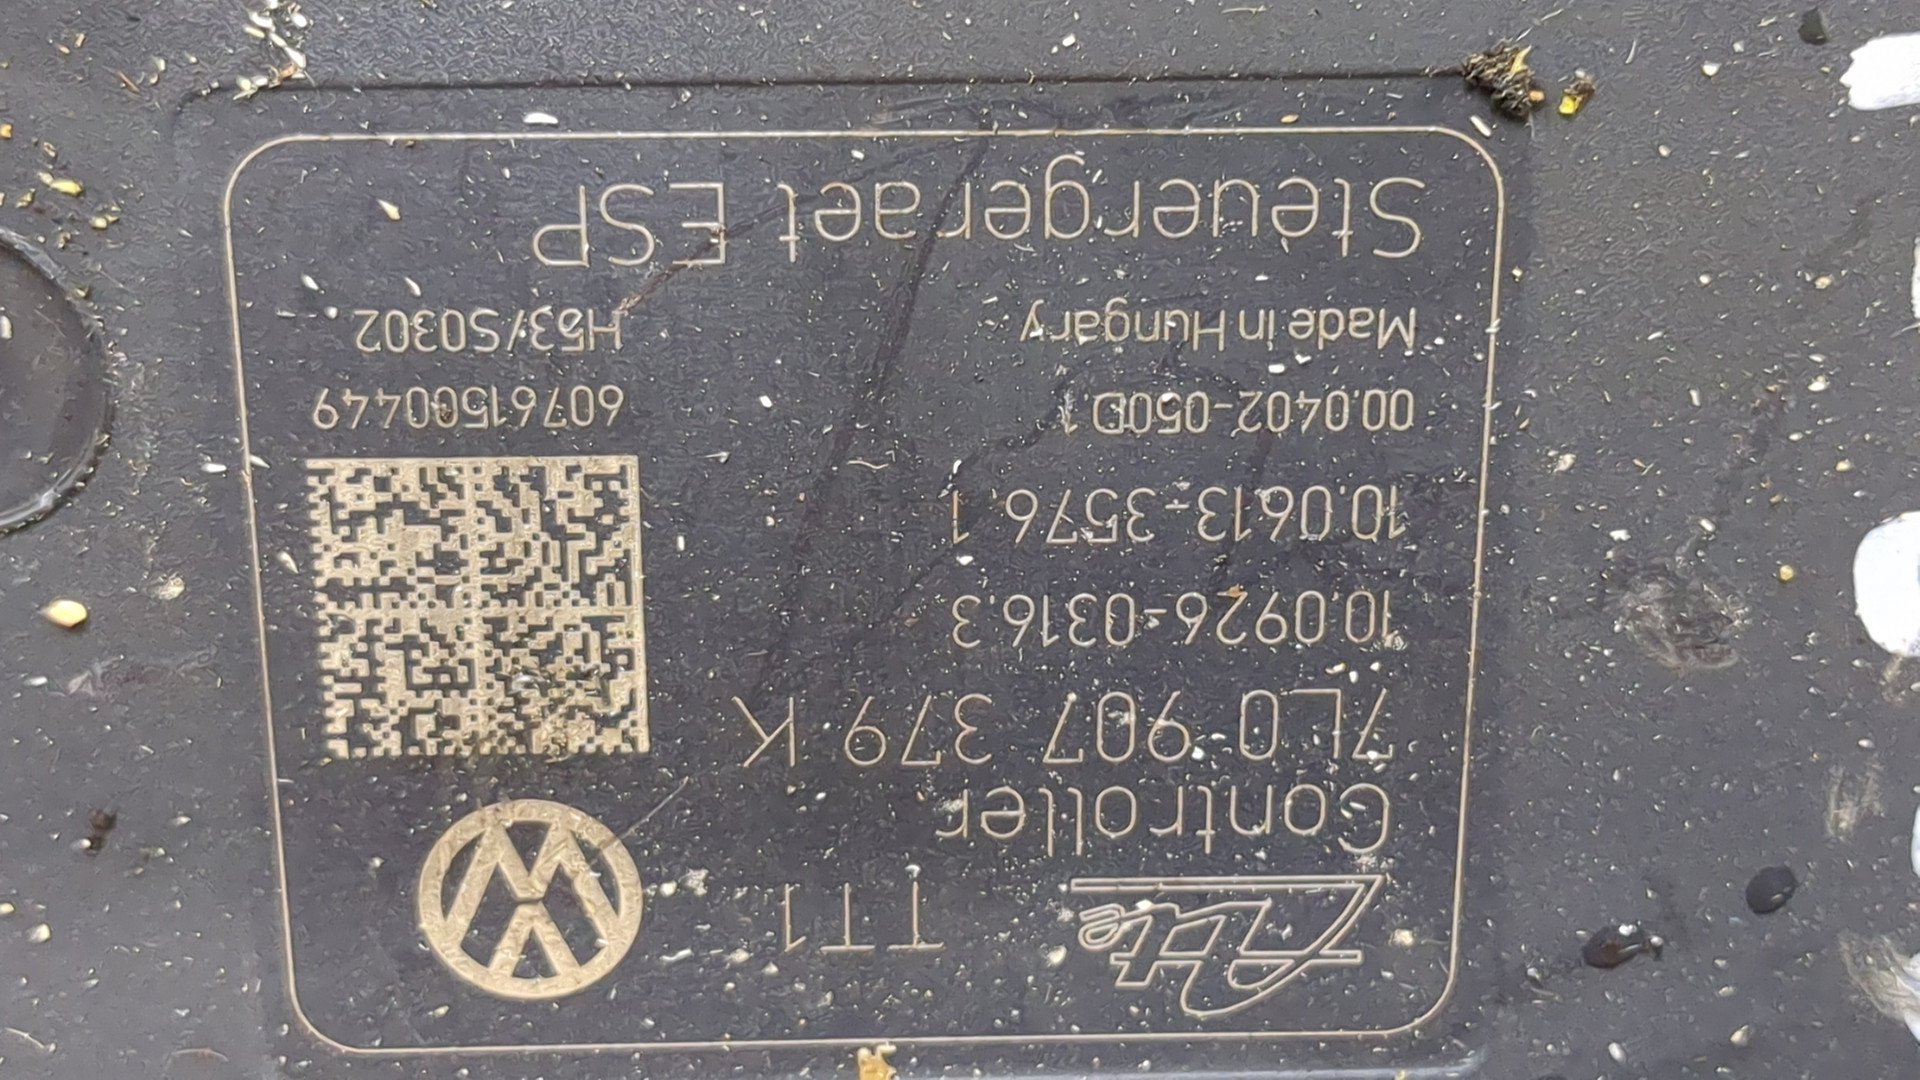 Ate TT1
Controller
7L0 907 379 K
10.0926-0316.3
10.0613-3576.1
00.0402-050D.1
60761500449
Made in Hungary
H53/S0302
Steuergeraet ESP